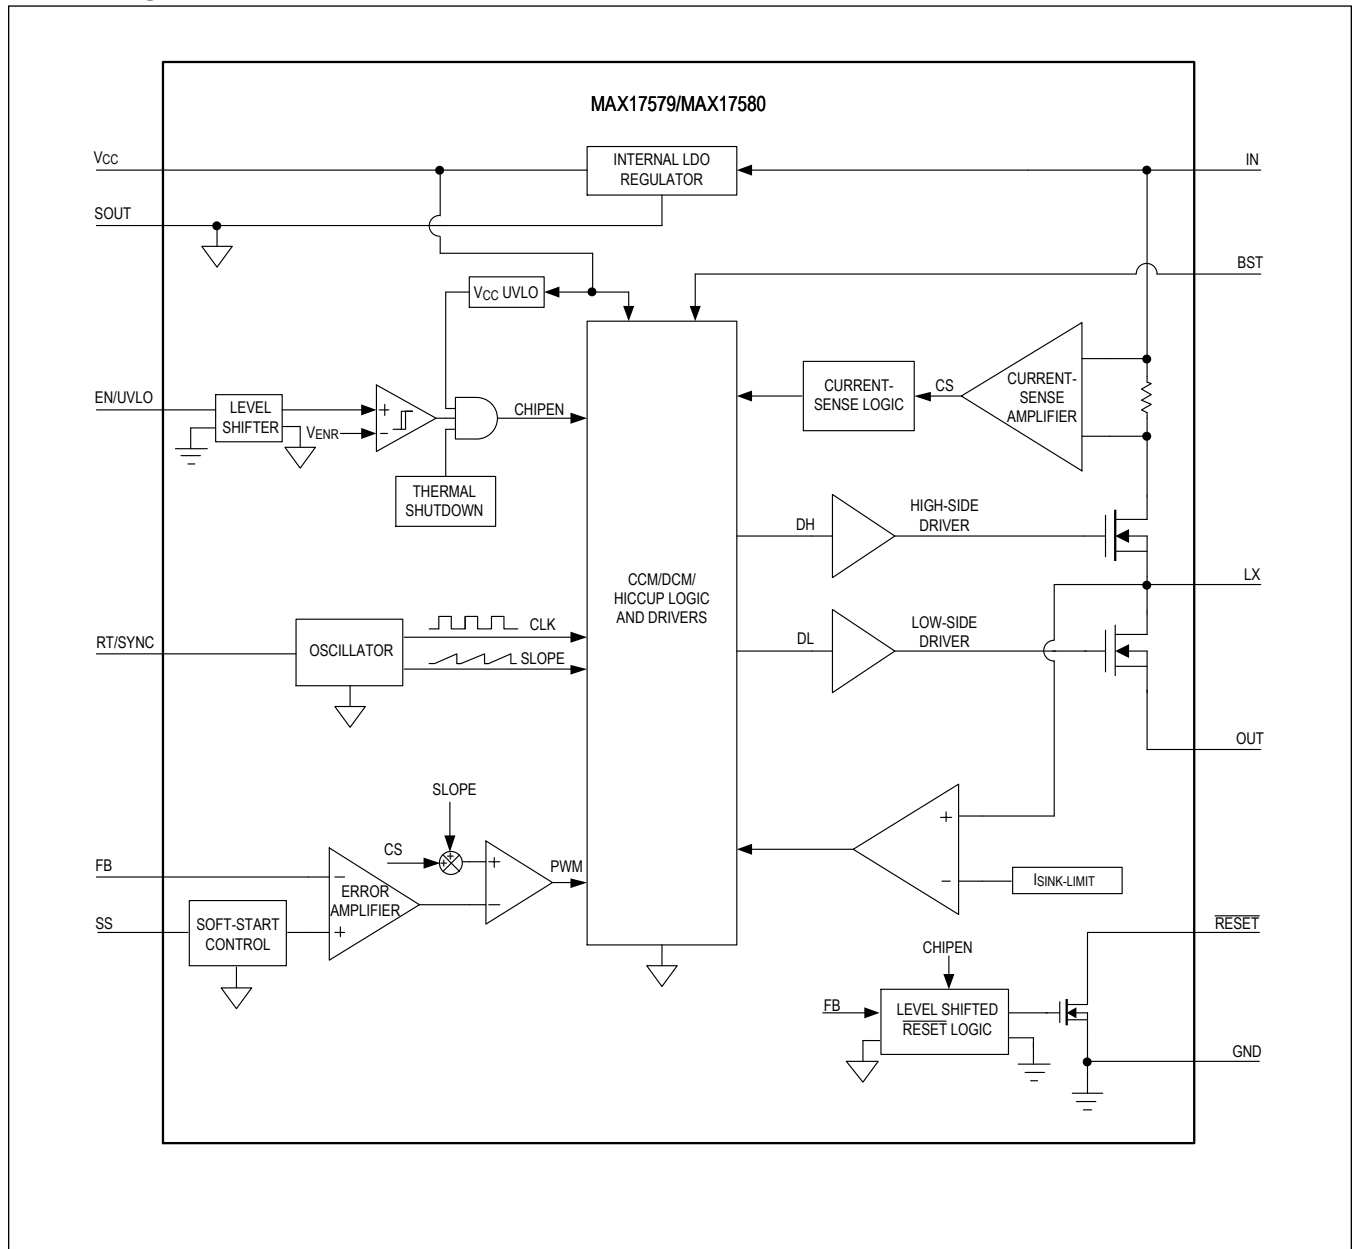 MAX17579/MAX17580
VCC
INTERNAL LDO
REGULATOR
IN
SOUT
BST
VCC UVLO
EN/UVLO
LEVEL
SHIFTER
+
VENR
−
CHIPEN
THERMAL
SHUTDOWN
CURRENT-
SENSE LOGIC
CS
CURRENT-
SENSE
AMPLIFIER
DH
HIGH-SIDE
DRIVER
LX
CCM/DCM/
HICCUP LOGIC
AND DRIVERS
RT/SYNC
OSCILLATOR
CLK
SLOPE
DL
LOW-SIDE
DRIVER
OUT
SLOPE
CS
+
+
+
−
PWM
FB
−
ERROR
AMPLIFIER
+
SS
SOFT-START
CONTROL
+
−
ISINK-LIMIT
RESET
CHIPEN
FB
LEVEL SHIFTED
RESET LOGIC
GND